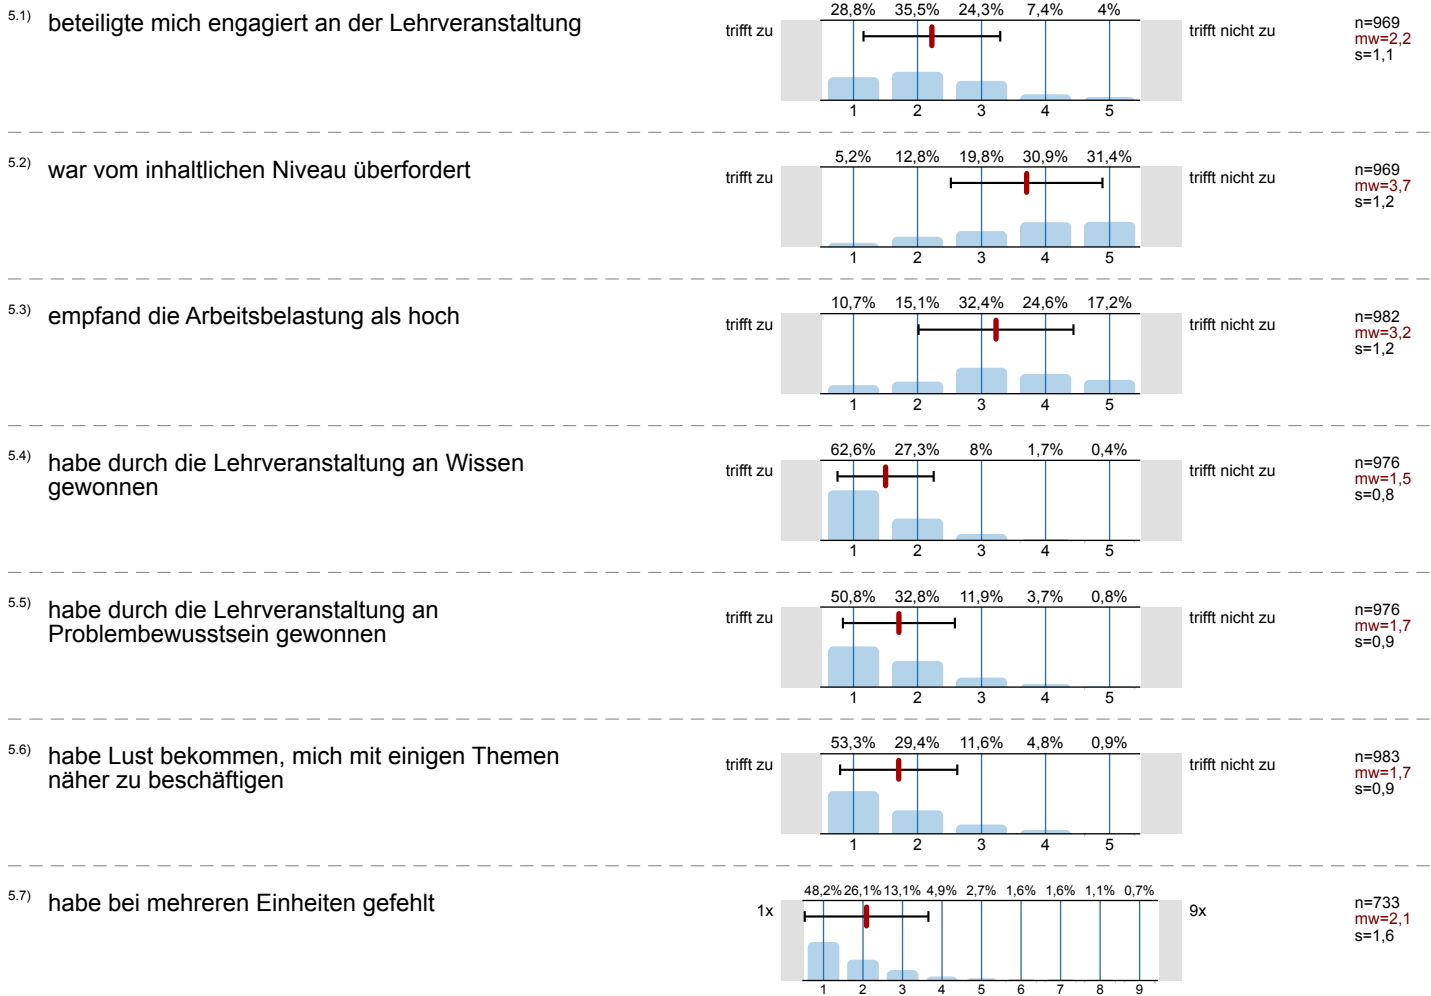 5.1) beteiligte mich engagiert an der Lehrveranstaltung
28,8% 35,5% 24,3% 7,4% 4%
trifft zu trifft nicht zu
n=969
mw=2,2
s=1,1
1 2 3 4 5
5.2) war vom inhaltlichen Niveau überfordert
5,2% 12,8% 19,8% 30,9% 31,4%
trifft zu trifft nicht zu
n=969
mw=3,7
s=1,2
1 2 3 4 5
5.3) empfand die Arbeitsbelastung als hoch
10,7% 15,1% 32,4% 24,6% 17,2%
trifft zu trifft nicht zu
n=982
mw=3,2
s=1,2
1 2 3 4 5
5.4) habe durch die Lehrveranstaltung an Wissen
gewonnen
62,6% 27,3% 8% 1,7% 0,4%
trifft zu trifft nicht zu
n=976
mw=1,5
s=0,8
1 2 3 4 5
5.5) habe durch die Lehrveranstaltung an
Problembewusstsein gewonnen
50,8% 32,8% 11,9% 3,7% 0,8%
trifft zu trifft nicht zu
n=976
mw=1,7
s=0,9
1 2 3 4 5
5.6) habe Lust bekommen, mich mit einigen Themen
näher zu beschäftigen
53,3% 29,4% 11,6% 4,8% 0,9%
trifft zu trifft nicht zu
n=983
mw=1,7
s=0,9
1 2 3 4 5
5.7) habe bei mehreren Einheiten gefehlt
48,2% 26,1% 13,1% 4,9% 2,7% 1,6% 1,6% 1,1% 0,7%
1x 9x
n=733
mw=2,1
s=1,6
1 2 3 4 5 6 7 8 9